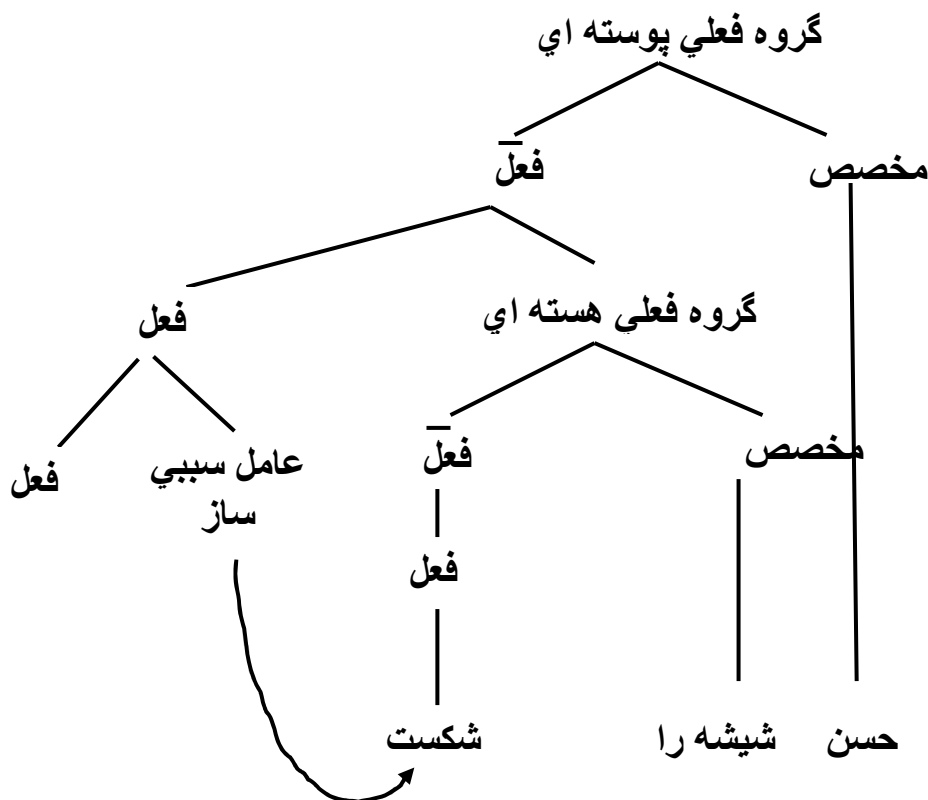 گروه فعلي پوسته اي
مخصص
فعل̄
گروه فعلي هسته اي
فعل
مخصص
فعل̄
عامل سببي
ساز
فعل
فعل
حسن
شيشه را
شكست